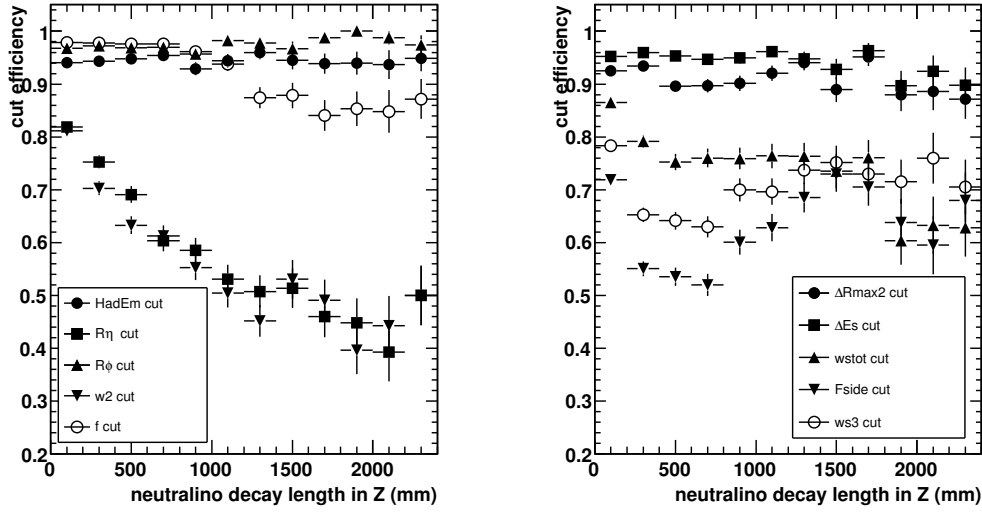 cut efficiency
1
0.9
0.8
0.7
0.6
0.5
0.4
0.3
0.2
HadEm cut
Rη cut
Rϕ cut
w2 cut
f cut
0 500 1000 1500 2000
neutralino decay length in Z (mm)
cut efficiency
1
0.9
0.8
0.7
0.6
0.5
0.4
0.3
0.2
ΔRmax2 cut
ΔEs cut
wstot cut
Fside cut
ws3 cut
0 500 1000 1500 2000
neutralino decay length in Z (mm)